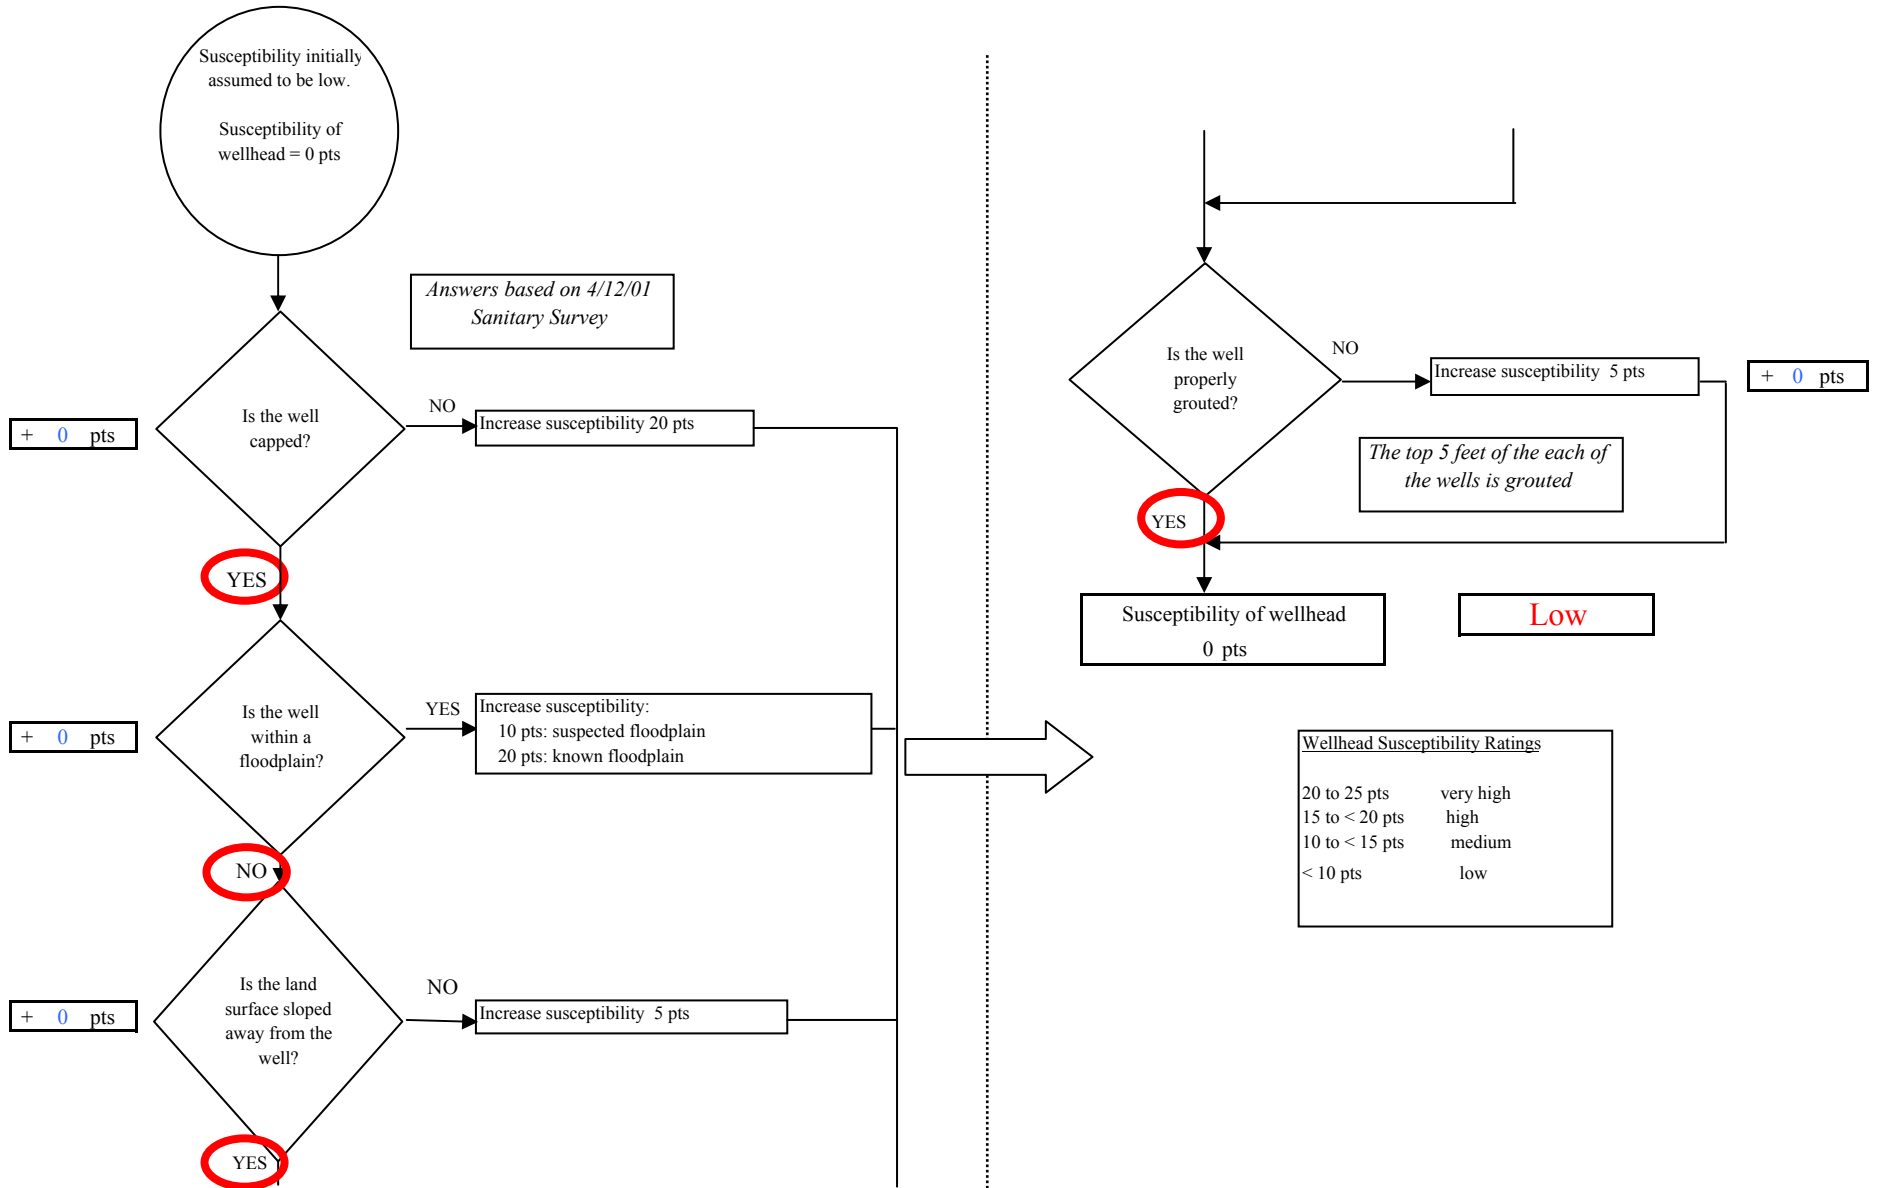 Susceptibility initially
assumed to be low.
Susceptibility of
wellhead = 0 pts
Answers based on 4/12/01
Sanitary Survey
+ 0 pts
Is the well
capped?
NO
Increase susceptibility 20 pts
YES
+ 0 pts
Is the well
within a
floodplain?
YES
Increase susceptibility:
10 pts: suspected floodplain
20 pts: known floodplain
NO
+ 0 pts
Is the land
surface sloped
away from the
well?
NO
Increase susceptibility 5 pts
YES
Is the well
properly
grouted?
NO
Increase susceptibility 5 pts
+ 0 pts
The top 5 feet of the each of
the wells is grouted
YES
Susceptibility of wellhead
0 pts
Low
Wellhead Susceptibility Ratings
20 to 25 pts very high
15 to < 20 pts high
10 to < 15 pts medium
< 10 pts low